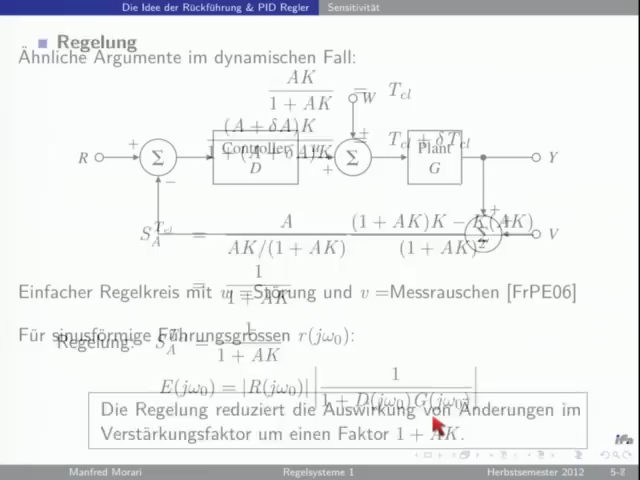 Die Idee der Rückführung & PID Regler Sensitivität
Regelung
Ähnliche Argumente im dynamischen Fall:
AK
1 + AK
= T_cl
W
(A + δA)K
1 + (A + δA)K
= T_cl + δT_cl
R
+
Σ
−
Controller
D
u
+
+
Σ
Plant
G
Y
+
+
Σ
V
S_A^{T_cl} = A (1 + AK)K − K(AK)
AK/(1 + AK) (1 + AK)^2
= 1
1 + AK
Einfacher Regelkreis mit w =Störung und v =Messrauschen [FrPE06]
Für sinusförmige Führungsgrössen r(jω₀):
Regelung: S_A^{T_cl} = 1
1 + AK
E(jω₀) = |R(jω₀)| | 1
1 + D(jω₀)G(jω₀) |
Die Regelung reduziert die Auswirkung von Änderungen im
Verstärkungsfaktor um einen Faktor 1 + AK.
Manfred Morari Regelsysteme 1 Herbstsemester 2012